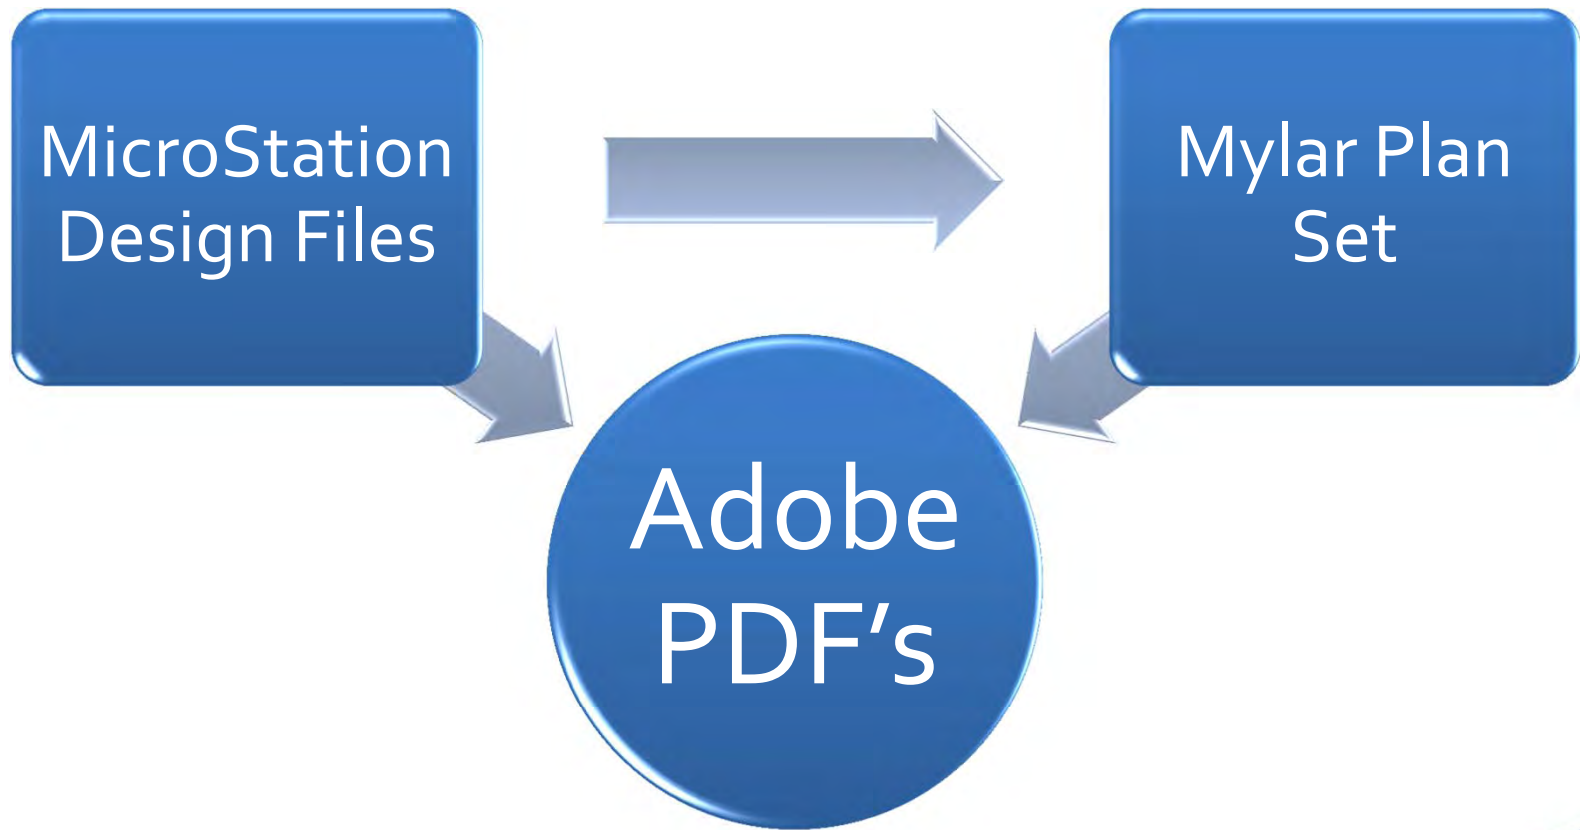 MicroStation
Design Files
Mylar Plan
Set
Adobe
PDF’s